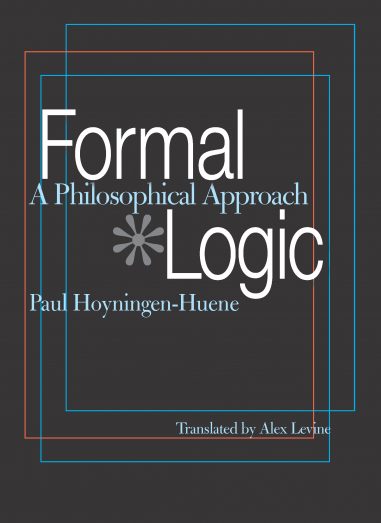 Formal
A Philosophical Approach
Logic
Paul Hoyningen-Huene
Translated by Alex Levine